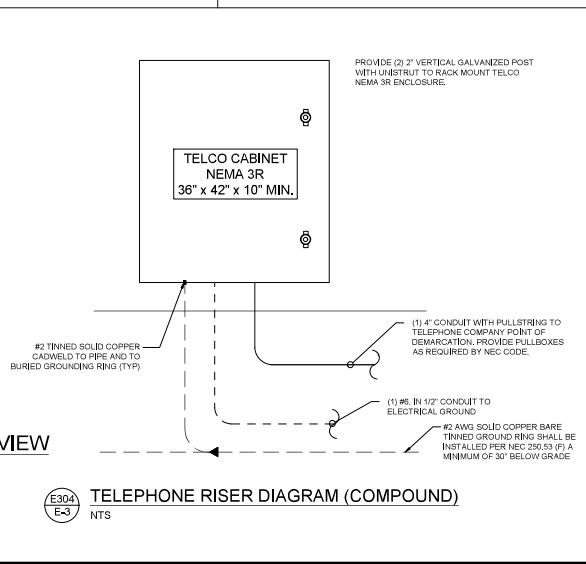 PROVIDE (2) 2" VERTICAL GALVANIZED POST
WITH UNISTRUT TO RACK MOUNT TELCO
NEMA 3R ENCLOSURE.
TELCO CABINET
NEMA 3R
36" x 42" x 10" MIN.
#2 TINNED SOLID COPPER
CADWELD TO PIPE AND TO
BURIED GROUNDING RING (TYP)
(1) 4" CONDUIT WITH PULLSTRING TO
TELEPHONE COMPANY POINT OF
DEMARCATION. PROVIDE PULLBOXES
AS REQUIRED BY NEC CODE.
(1) #6, IN 1/2" CONDUIT TO
ELECTRICAL GROUND
#2 AWG SOLID COPPER BARE
TINNED GROUND RING SHALL BE
INSTALLED PER NEC 250.53 (F) A
MINIMUM OF 30" BELOW GRADE
VIEW
E304
E-3
TELEPHONE RISER DIAGRAM (COMPOUND)
NTS